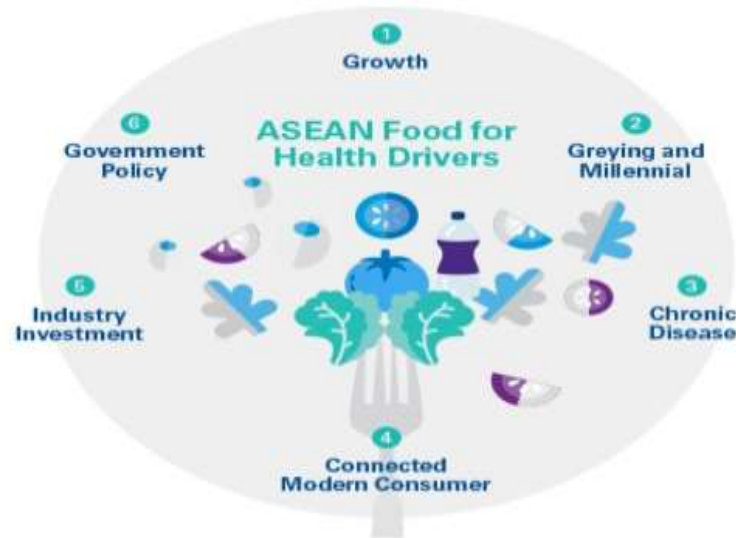 ASEAN Food for
Health Drivers
1
Growth
2
Greying and
Millennial
3
Chronic
Disease
4
Connected
Modern Consumer
5
Industry
Investment
6
Government
Policy